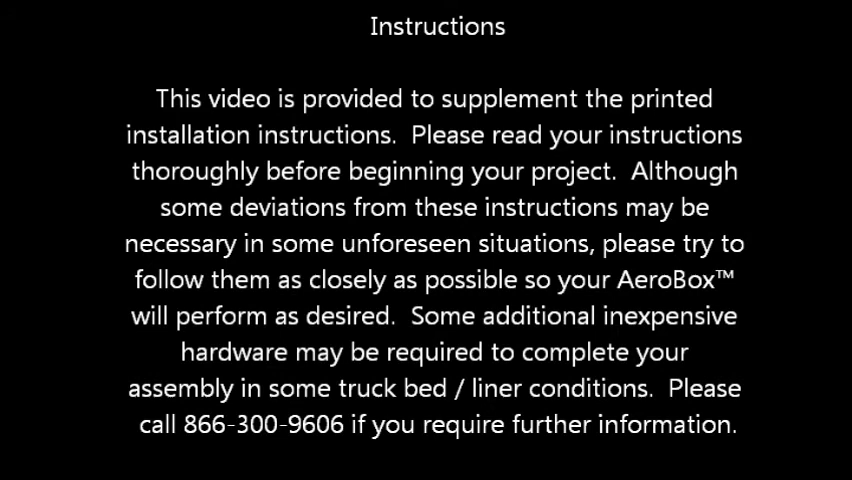 Instructions
This video is provided to supplement the printed
installation instructions.  Please read your instructions
thoroughly before beginning your project.  Although
some deviations from these instructions may be
necessary in some unforeseen situations, please try to
follow them as closely as possible so your AeroBox™
will perform as desired.  Some additional inexpensive
hardware may be required to complete your
assembly in some truck bed / liner conditions.  Please
call 866-300-9606 if you require further information.